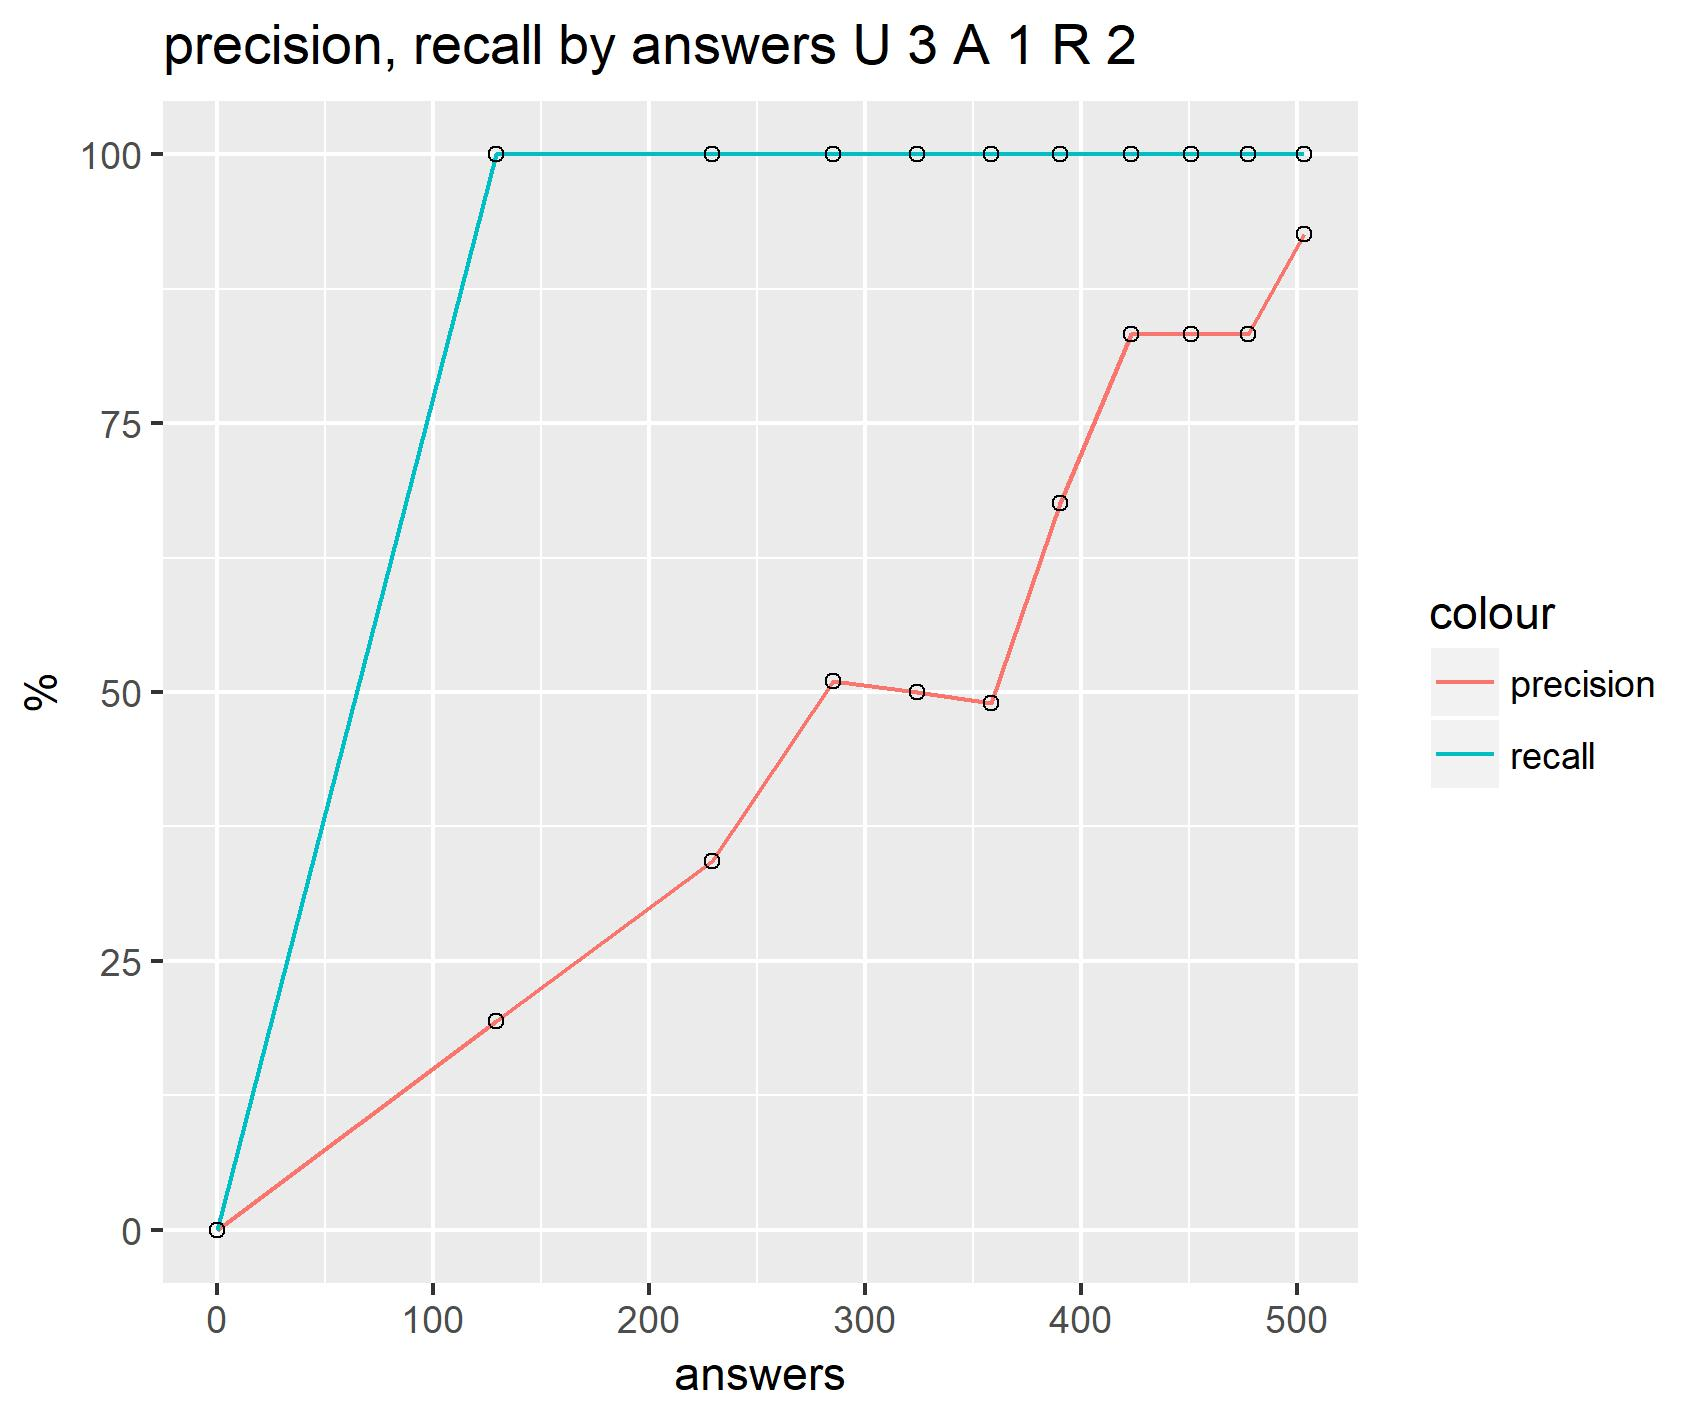 precision, recall by answers U 3 A 1 R 2
100
75
50
25
0
%
0 100 200 300 400 500
answers
colour
precision
recall